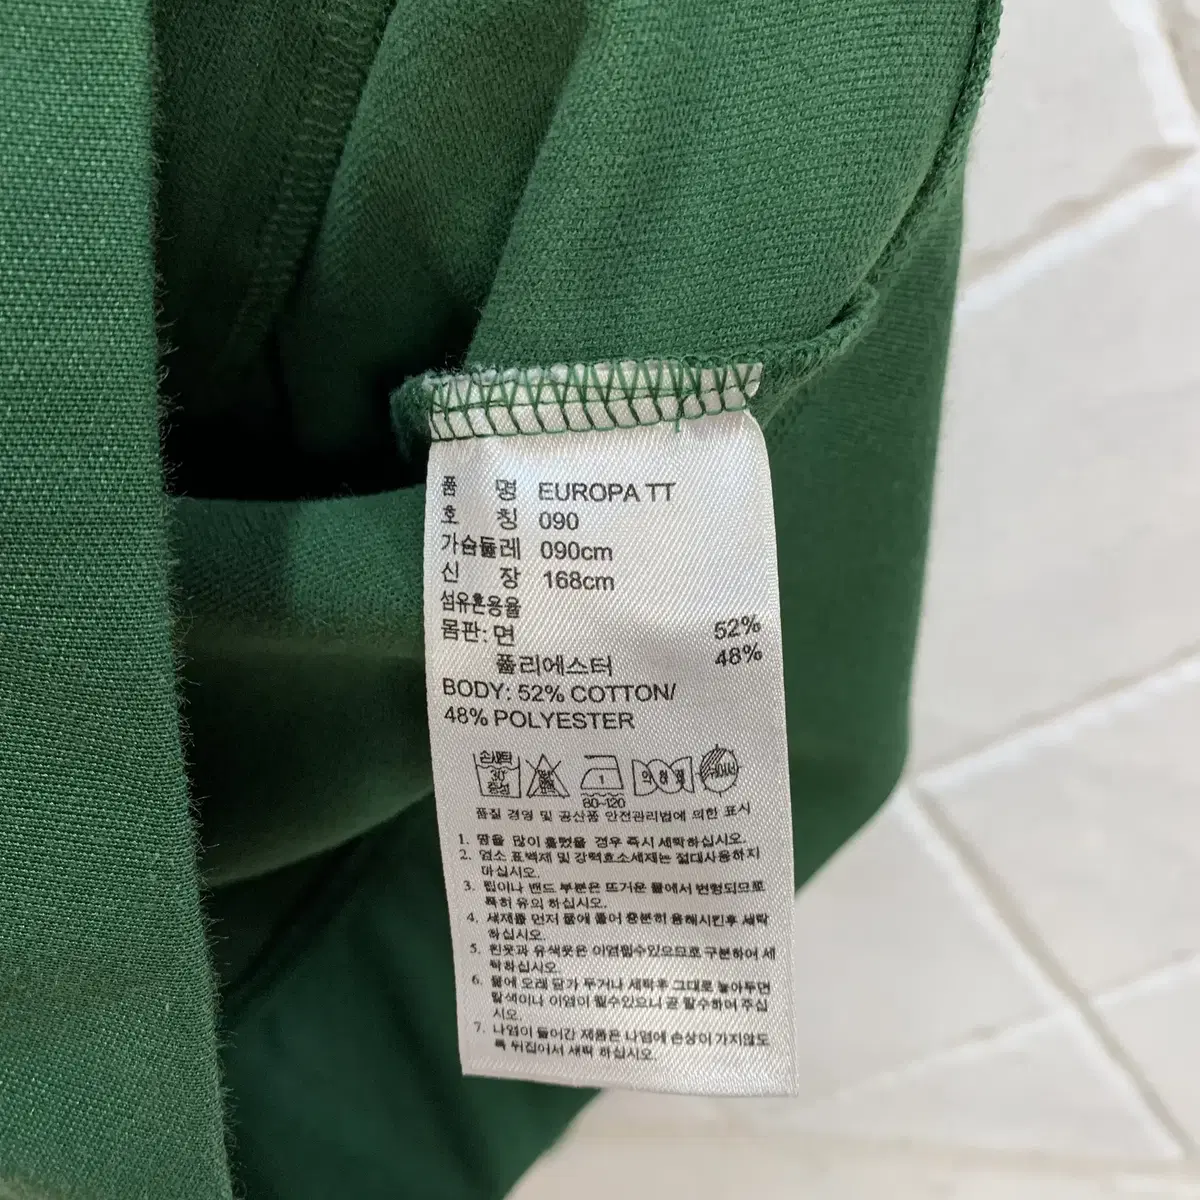 품 명 EUROPA TT
호 칭 090
가슴둘레 090cm
신 장 168cm
섬유혼용율
몸판: 면 52%
폴리에스터 48%
BODY: 52% COTTON/
48% POLYESTER
손세탁
30°
중성
1
80~120
약하게
뉘어서
품질 경영 및 공산품 안전관리법에 의한 표시
1. 땀을 많이 흘렸을 경우 즉시 세탁하십시오.
2. 염소 표백제 및 강력효소세제는 절대사용하지
마십시오.
3. 립이나 밴드 부분은 뜨거운 물에서 변형되므로
특히 유의 하십시오.
4. 세제를 먼저 물에 풀어 충분히 용해시킨후 세탁
하십시오.
5. 흰옷과 유색옷은 이염될수있으므로 구분하여 세
탁하십시오.
6. 물에 오래 담가 두거나 세탁후 그대로 놓아두면
탈색이나 이염이 될수있으니 곧 탈수하여 주십
시오.
7. 나염이 들어간 제품은 나염에 손상이 가지않도
록 뒤집어서 세탁 하십시오.